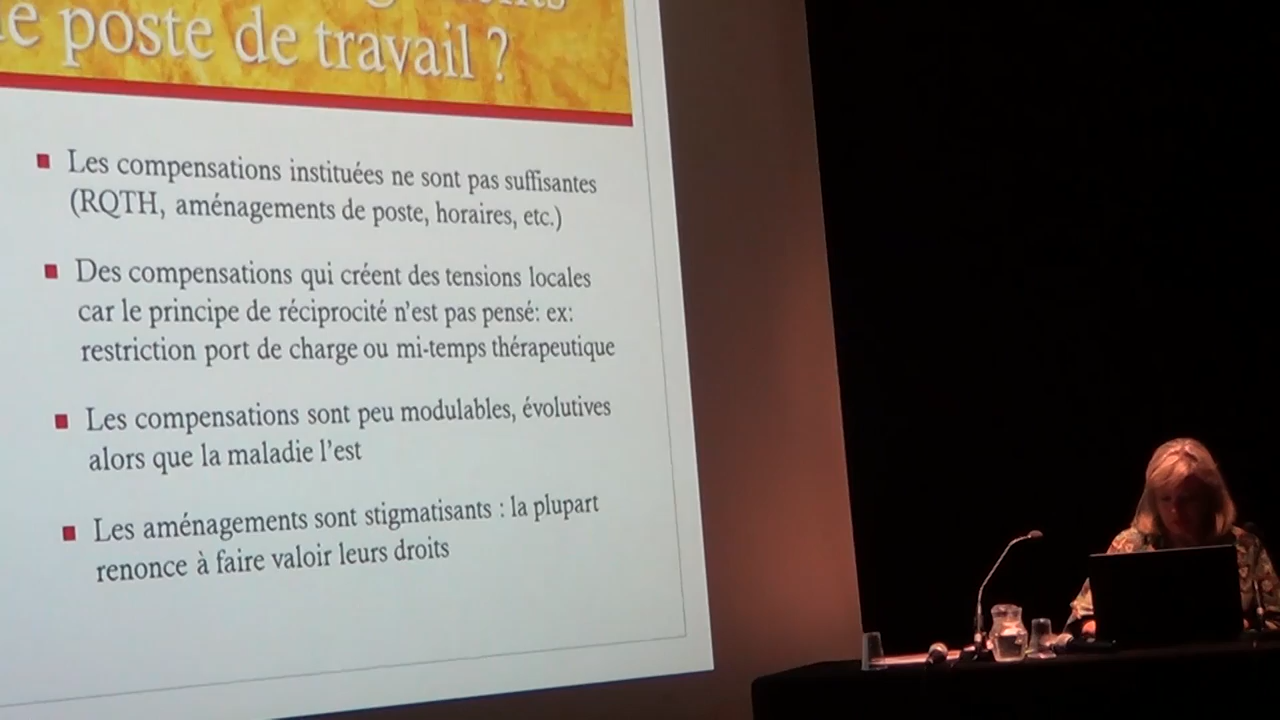 poste de travail ?
Les compensations instituées ne sont pas suffisantes
(RQTH, aménagements de poste, horaires, etc.)
Des compensations qui créent des tensions locales
car le principe de réciprocité n'est pas pensé: ex:
restriction port de charge ou mi-temps thérapeutique
Les compensations sont peu modulables, évolutives
alors que la maladie l'est
Les aménagements sont stigmatisants : la plupart
renonce à faire valoir leurs droits